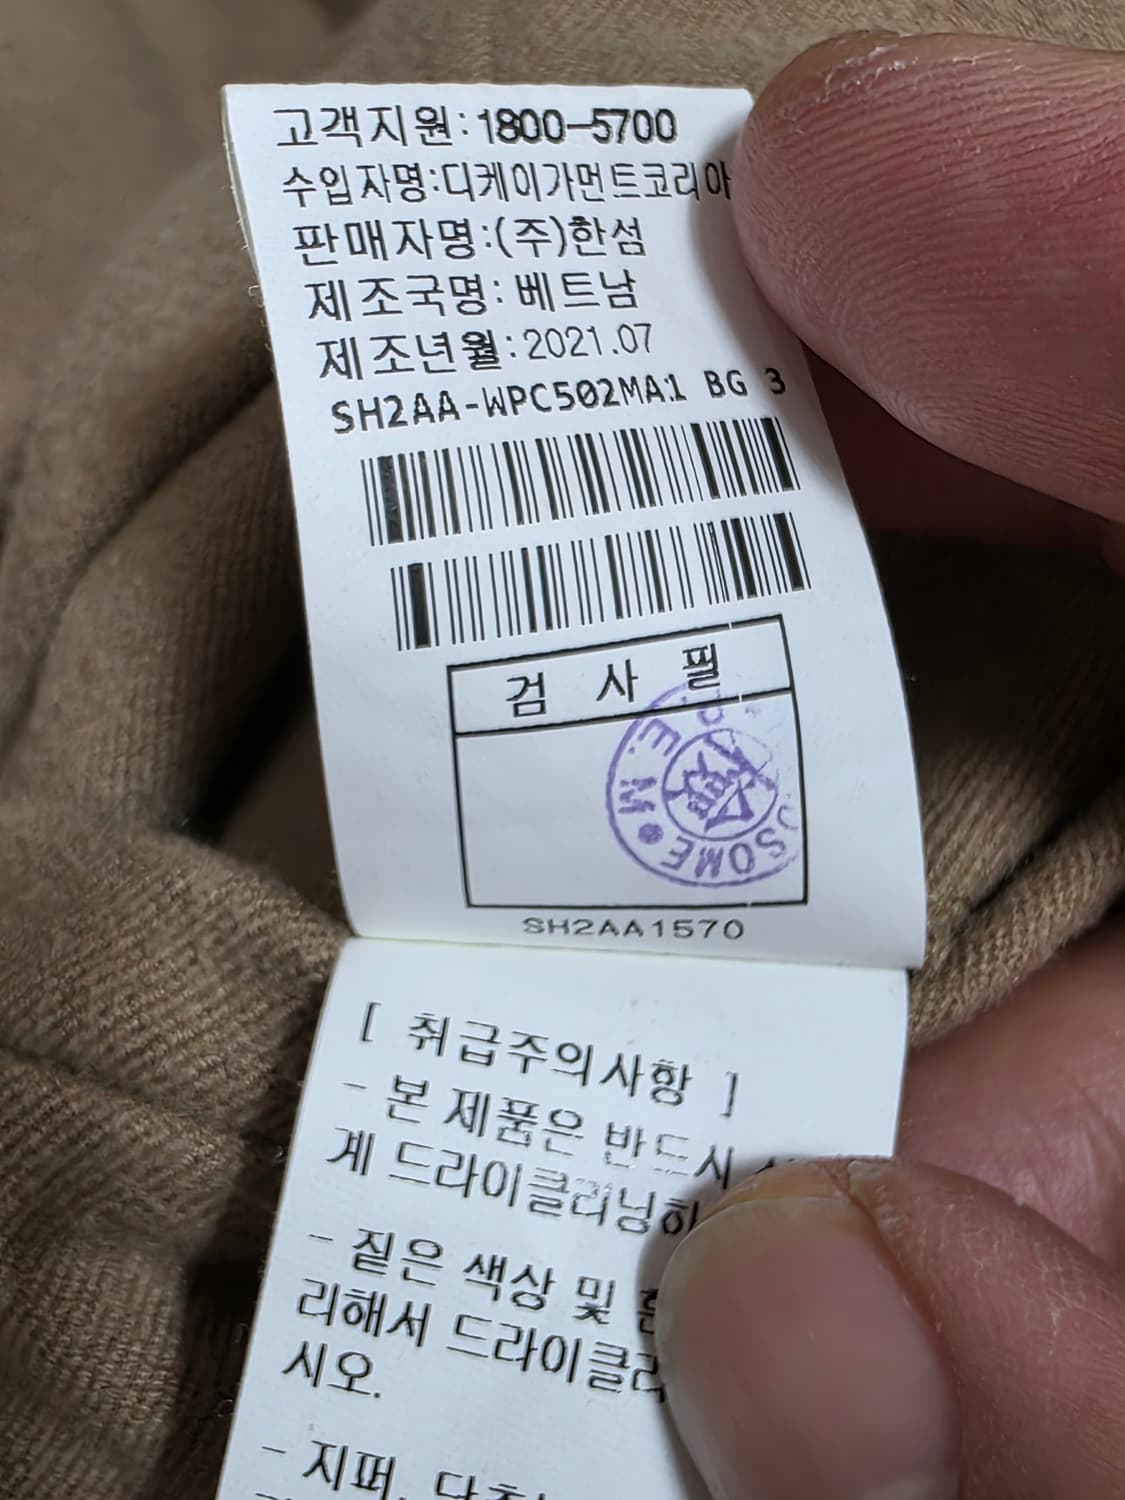 고객지원:1800-5700
수입자명:디케이가먼트코리아
판매자명:(주)한섬
제조국명: 베트남
제조년월:2021.07
SH2AA-WPC502MA1 BG 3
검 사 필
E.M SOME
SH2AA1570
[ 취급주의사항 ]
- 본 제품은 반드시
게 드라이클리닝하
- 짙은 색상 및
리해서 드라이클리
시오.
- 지퍼,